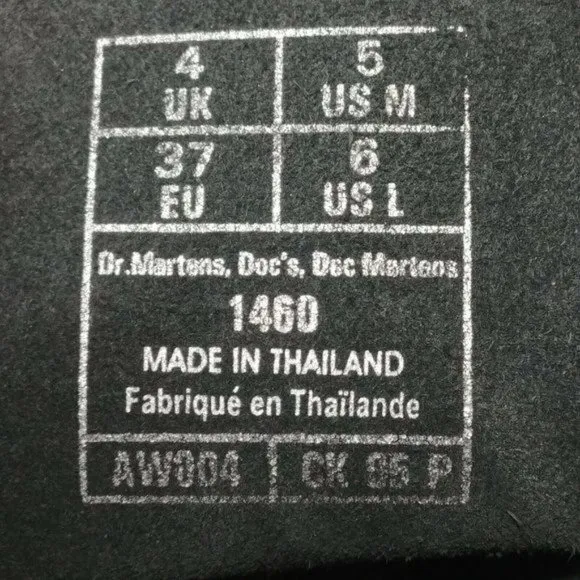 4 5
UK US M
37 6
EU US L
Dr.Martens, Doc's, Doc Martens
1460
MADE IN THAILAND
Fabriqué en Thaïlande
AW004 CK 95 P